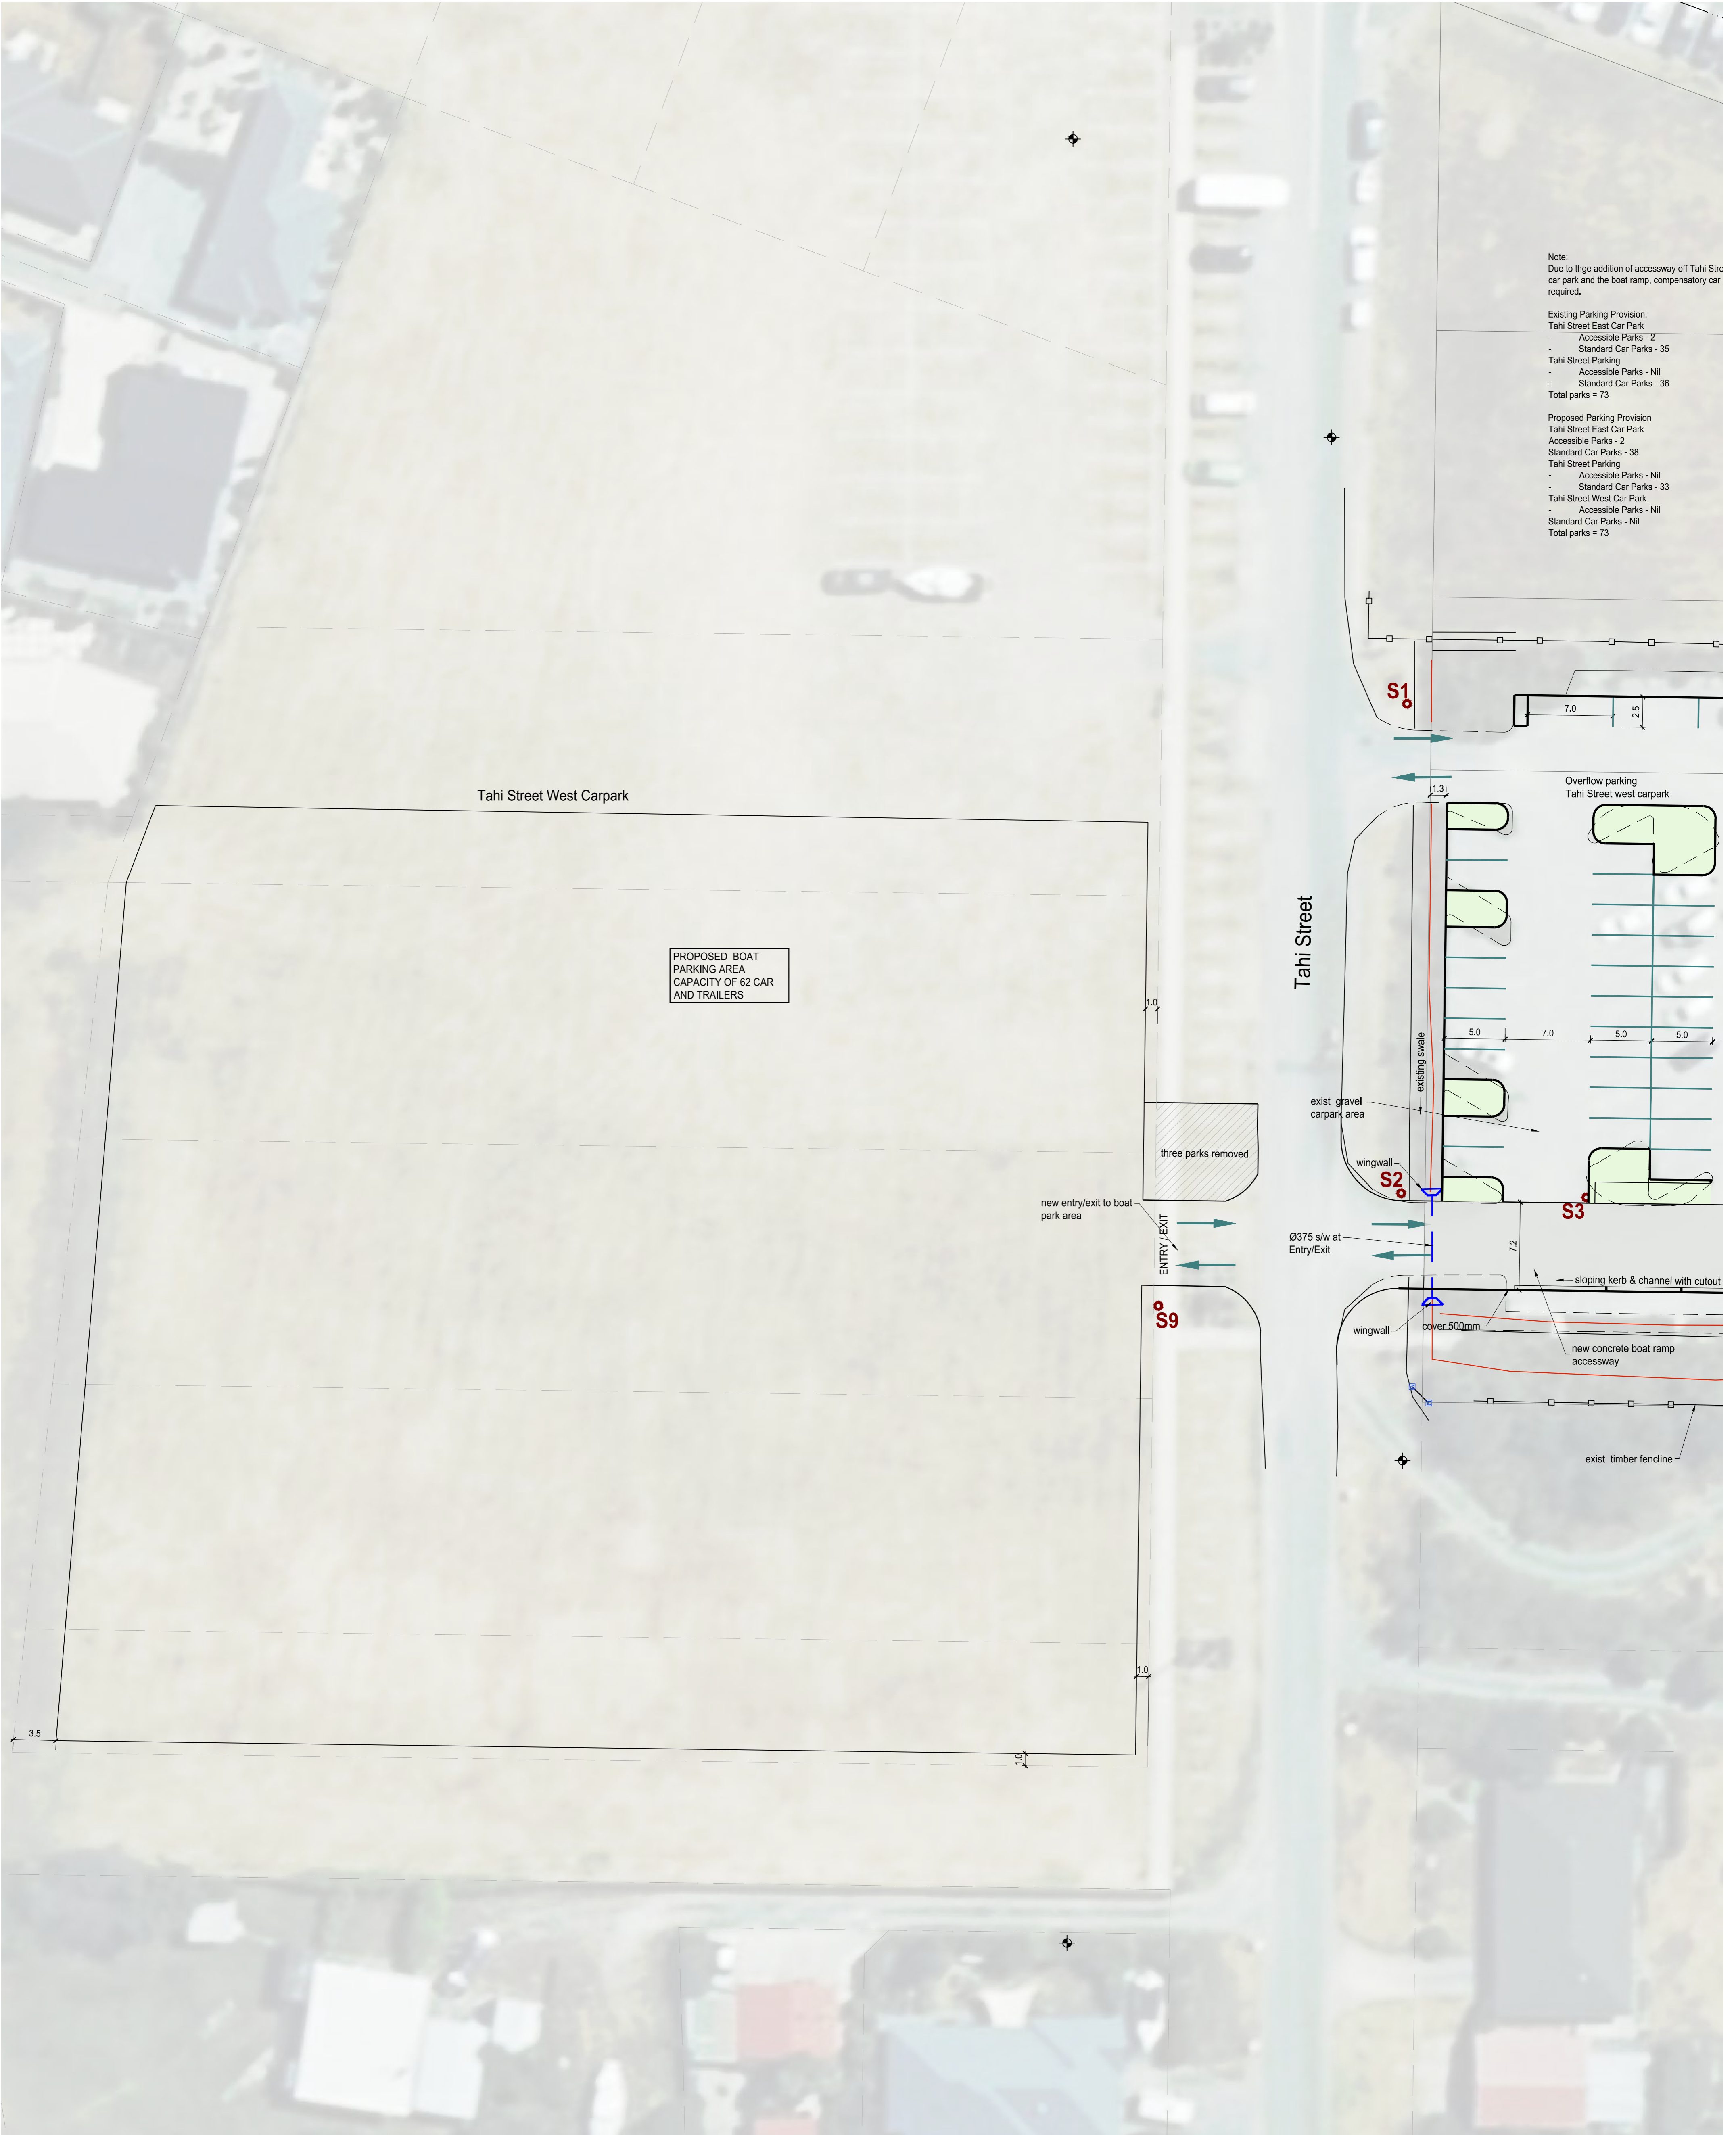 Note:
Due to thge addition of accessway off Tahi Stre
car park and the boat ramp, compensatory car
required.
Existing Parking Provision:
Tahi Street East Car Park
- Accessible Parks - 2
- Standard Car Parks - 35
Tahi Street Parking
- Accessible Parks - Nil
- Standard Car Parks - 36
Total parks = 73
Proposed Parking Provision
Tahi Street East Car Park
Accessible Parks - 2
Standard Car Parks - 38
Tahi Street Parking
- Accessible Parks - Nil
- Standard Car Parks - 33
Tahi Street West Car Park
- Accessible Parks - Nil
Standard Car Parks - Nil
Total parks = 73
S1
7.0
2.5
Overflow parking
Tahi Street west carpark
1.3
Tahi Street West Carpark
Tahi Street
PROPOSED BOAT
PARKING AREA
CAPACITY OF 62 CAR
AND TRAILERS
1.0
5.0
7.0
5.0
5.0
existing swale
exist gravel
carpark area
three parks removed
wingwall
S2
S3
new entry/exit to boat
park area
ENTRY / EXIT
Ø375 s/w at
Entry/Exit
7.2
sloping kerb & channel with cutout
S9
wingwall
cover 500mm
new concrete boat ramp
accessway
exist timber fencline
1.0
3.5
1.0